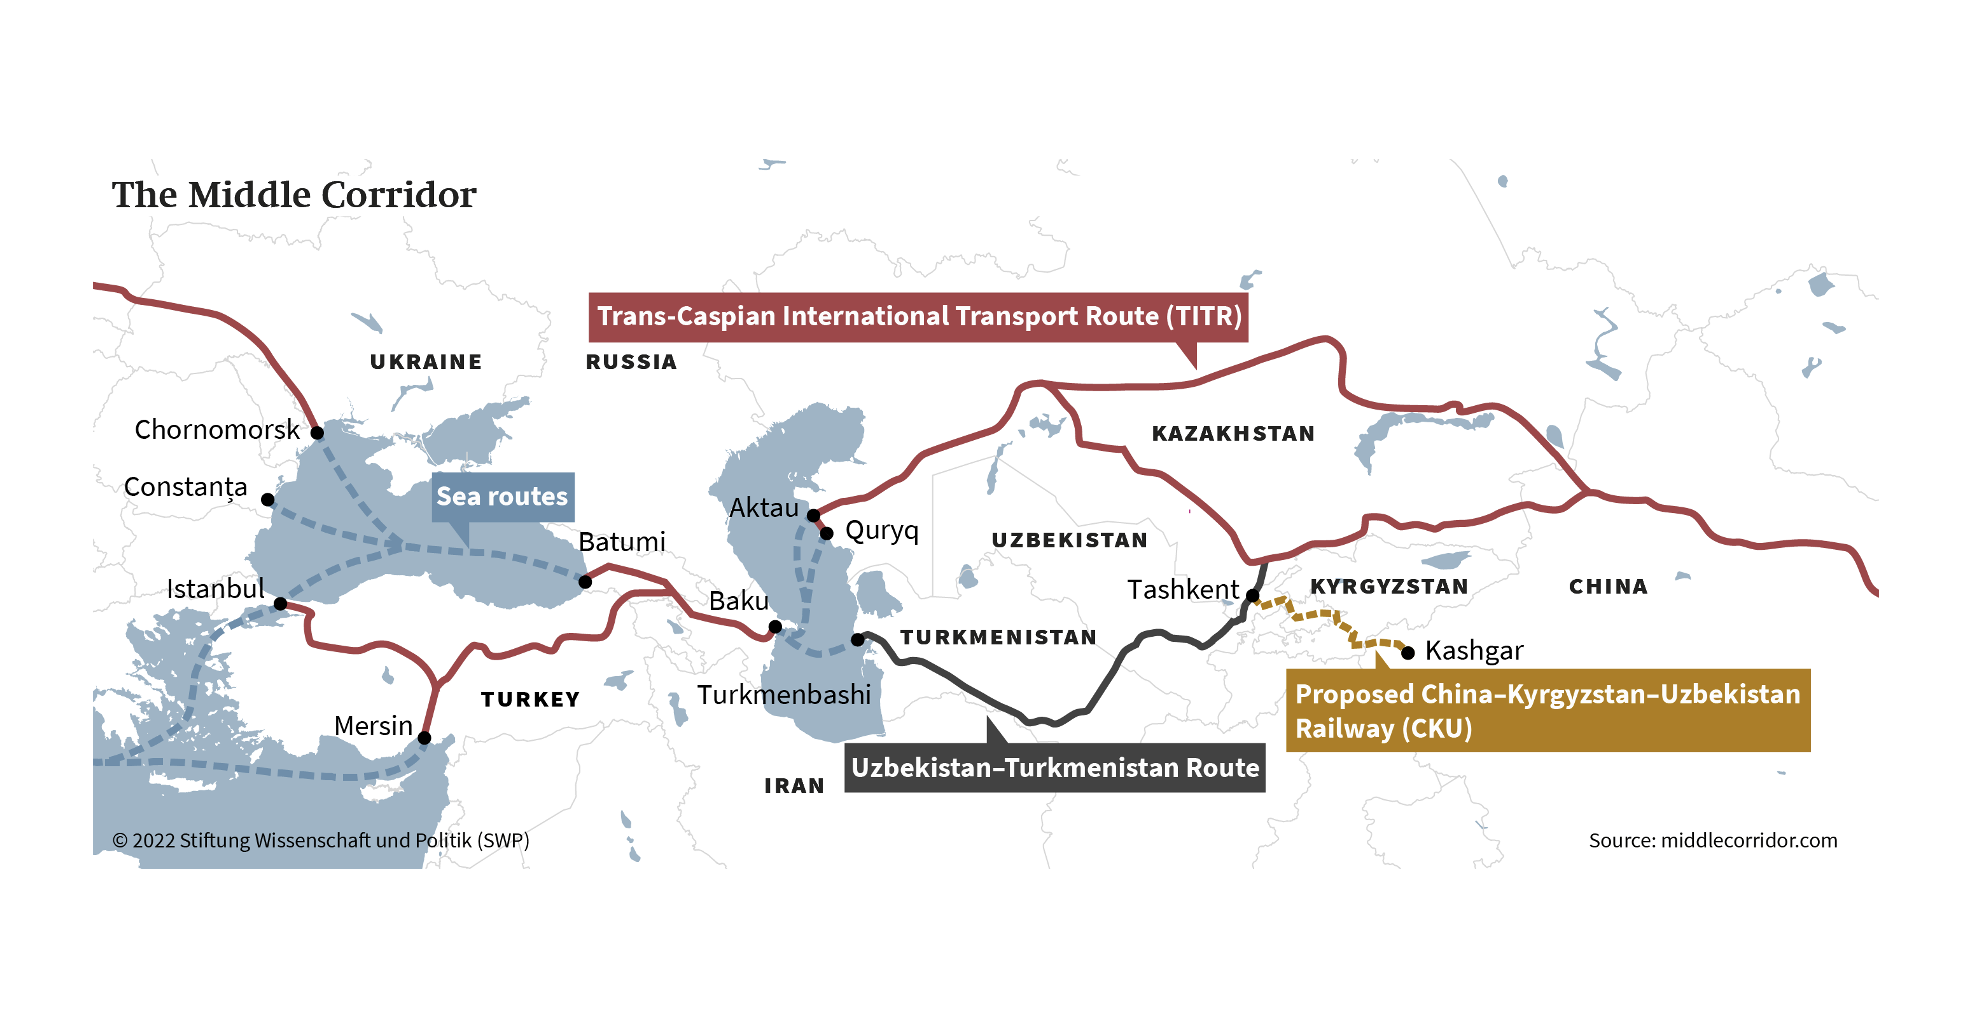 The Middle Corridor
Trans-Caspian International Transport Route (TITR)
UKRAINE
RUSSIA
Chornomorsk
KAZAKHSTAN
Constanța
Sea routes
Aktau
Quryq
Batumi
UZBEKISTAN
Istanbul
Baku
Tashkent
KYRGYZSTAN
CHINA
TURKMENISTAN
Kashgar
TURKEY
Turkmenbashi
Proposed China–Kyrgyzstan–Uzbekistan
Railway (CKU)
Mersin
Uzbekistan–Turkmenistan Route
IRAN
© 2022 Stiftung Wissenschaft und Politik (SWP)
Source: middlecorridor.com